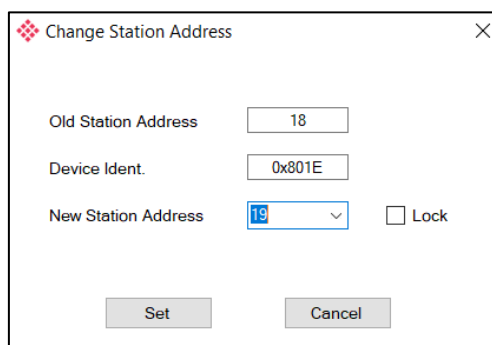 Change Station Address
Old Station Address 18
Device Ident. 0x801E
New Station Address 19 Lock
Set Cancel